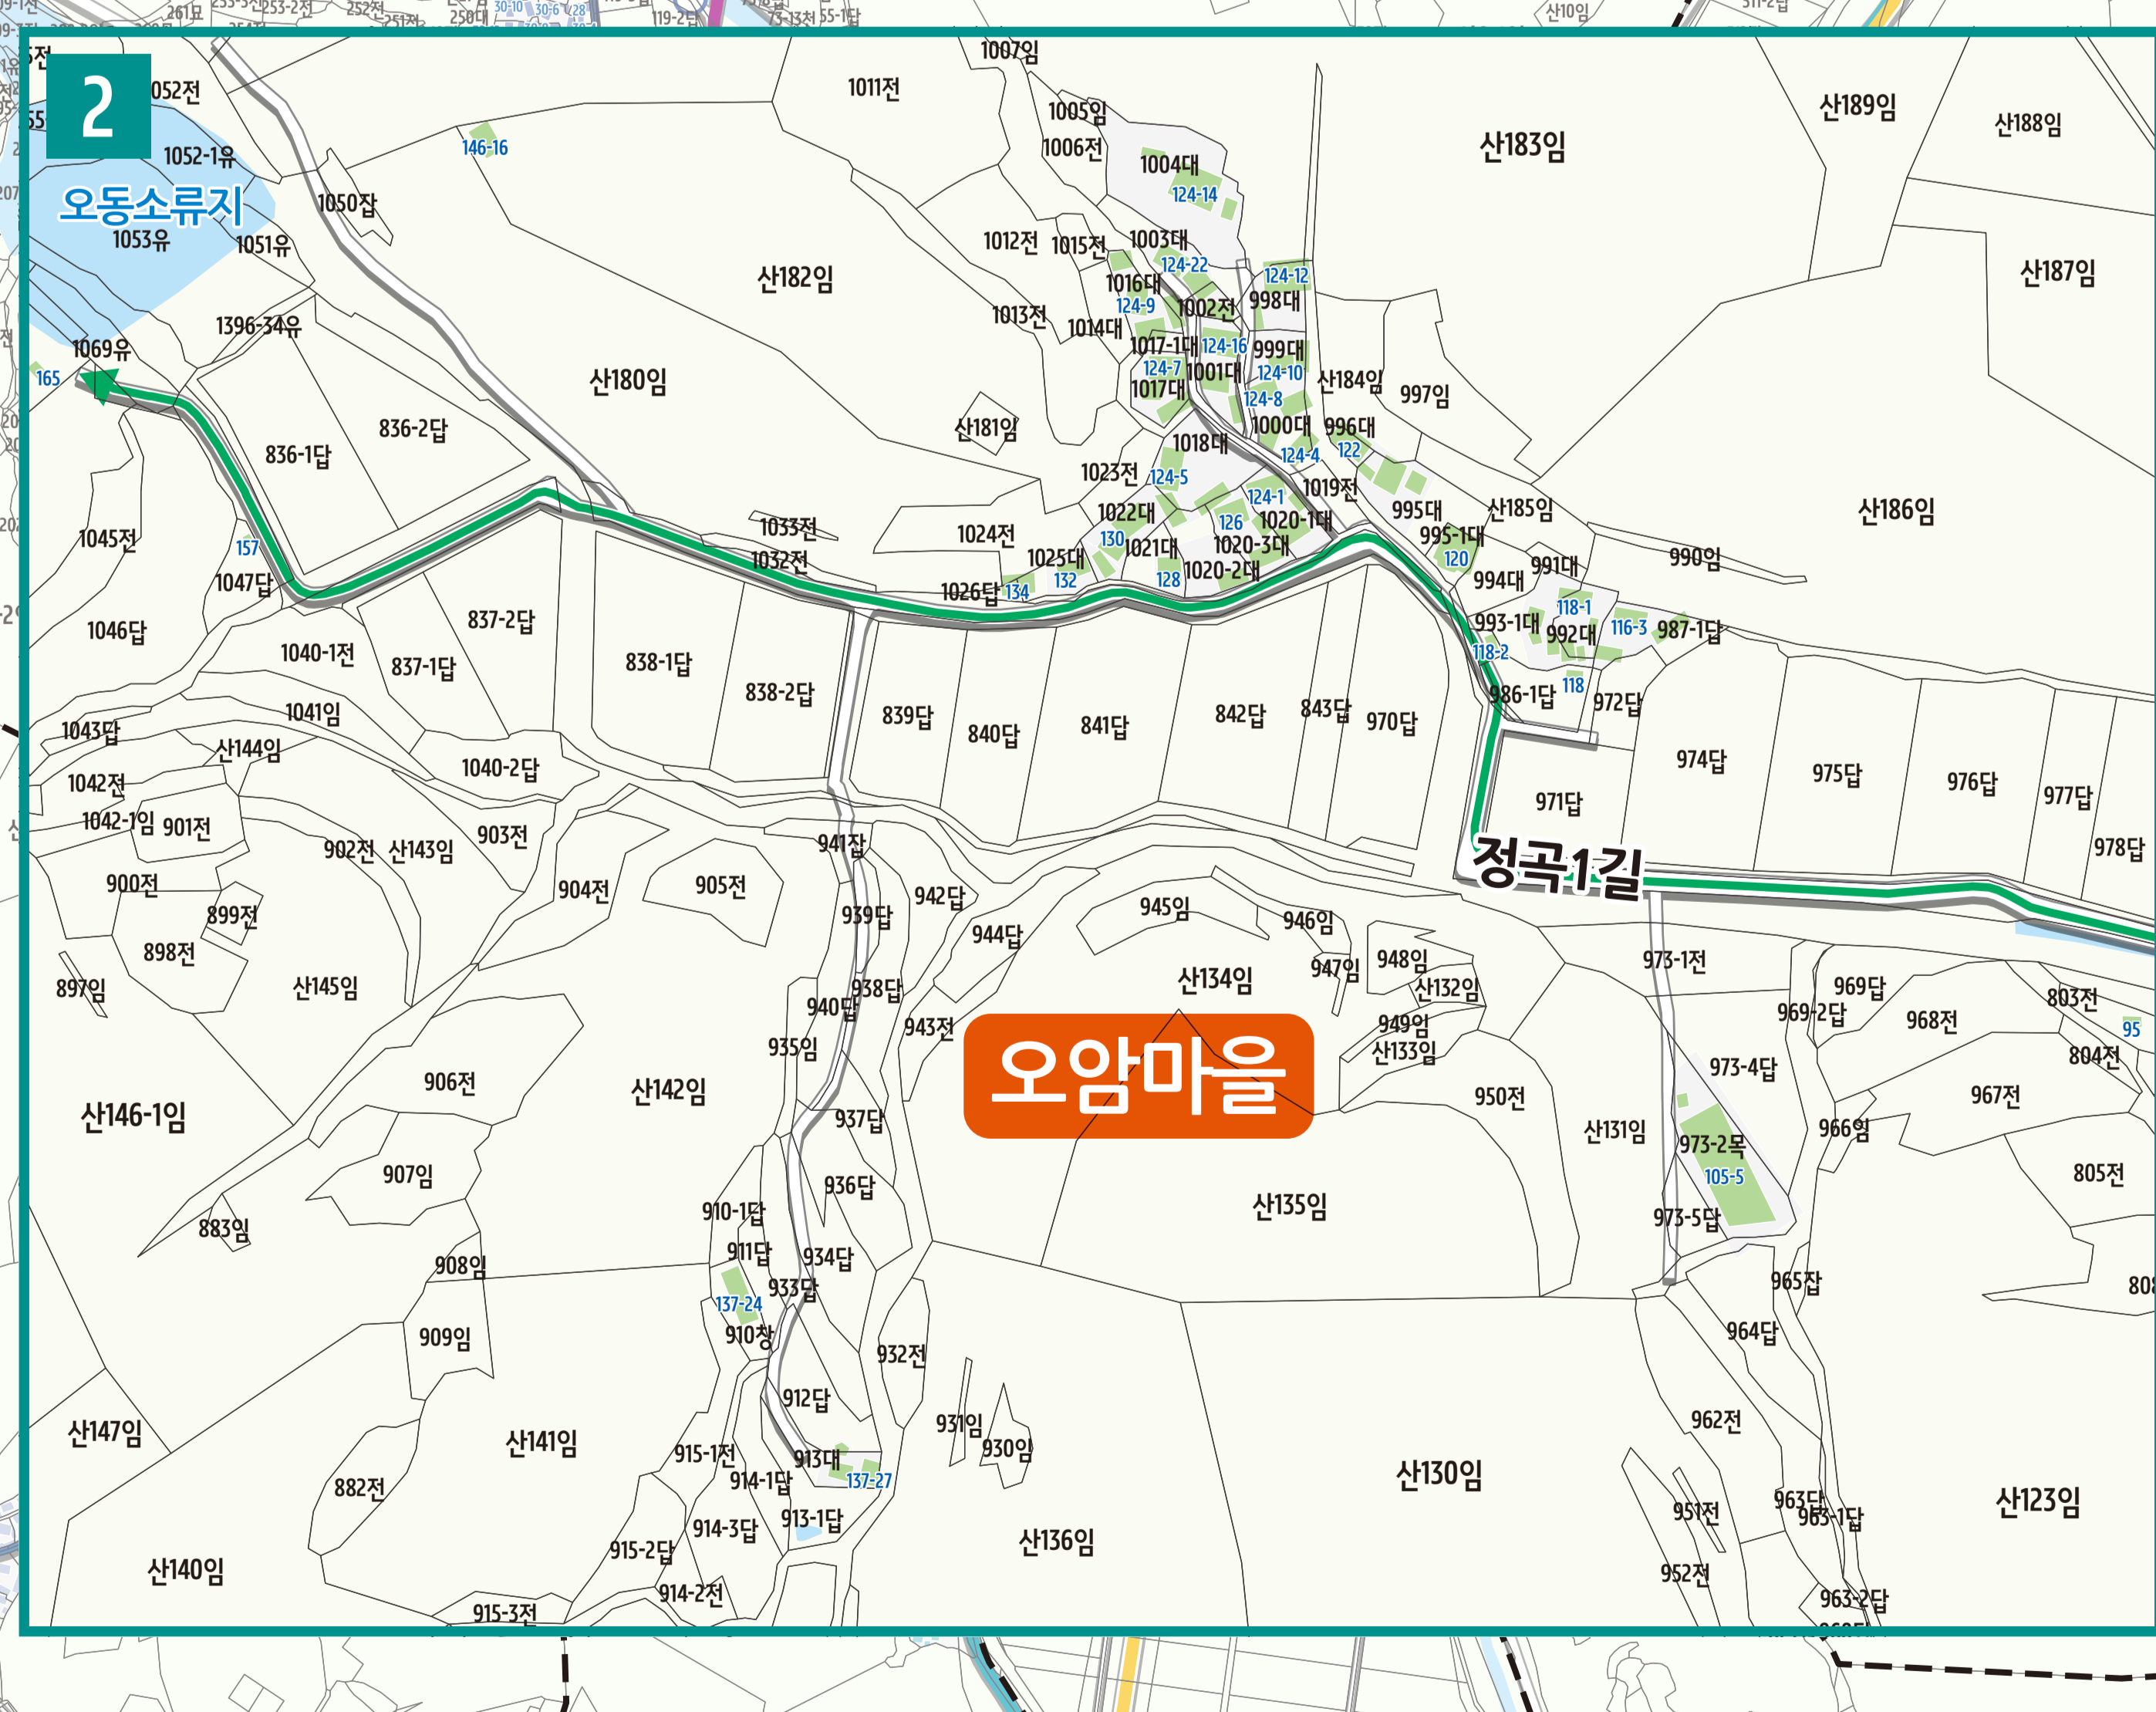 261묘
253-2전
252전
251전
250대
30-10
30-6
28
119-2답
73-13천
55-1답
산10임
2
052전
1052-1유
오동소류지
1053유
1051유
1050잡
146-16
1011전
1007임
1005임
1006전
1004대
124-14
산183임
산189임
산188임
산187임
1012전
1015전
1003대
124-22
1016대
124-9
124-12
998대
1002전
산182임
1013전
1014대
1017-1대
124-16
999대
1396-34유
1069유
165
산180임
124-7
1001대
124-10
1017대
124-8
산184임
997임
836-2답
836-1답
산181임
1018대
1000대
996대
122
124-4
1023전
124-5
1019전
124-1
995대
산185임
산186임
1022대
126
1020-1대
1033전
1024전
1045전
157
1032전
1025대
130
1021대
1020-3대
995-1대
120
990임
991대
994대
1047답
1026답
134
132
128
1020-2대
118-1
1046답
837-2답
993-1대
992대
116-3
987-1답
1040-1전
837-1답
838-1답
838-2답
118-2
118
986-1답
972답
839답
840답
841답
842답
843답
970답
1043답
1041임
산144임
1040-2답
974답
975답
976답
977답
978답
971답
1042전
1042-1임
901전
902전
산143임
903전
941잡
정곡1길
900전
899전
904전
905전
942답
939답
944답
945임
946임
898전
897임
산145임
938답
940답
943전
935임
산134임
947임
948임
산132임
973-1전
949임
산133임
969-2답
969답
968전
803전
95
804전
오암마을
906전
산142임
산146-1임
937답
973-4답
950전
967전
산131임
973-2목
105-5
966임
805전
907임
936답
산135임
910-1답
973-5답
883임
911답
934답
908임
933답
137-24
910창
965잡
808
909임
932전
964답
912답
산147임
산141임
931임
930임
962전
915-1전
914-1답
913대
137-27
산130임
882전
913-1답
914-3답
산136임
951전
963답
963-1답
산123임
915-2답
산140임
914-2전
915-3전
952전
963-2답